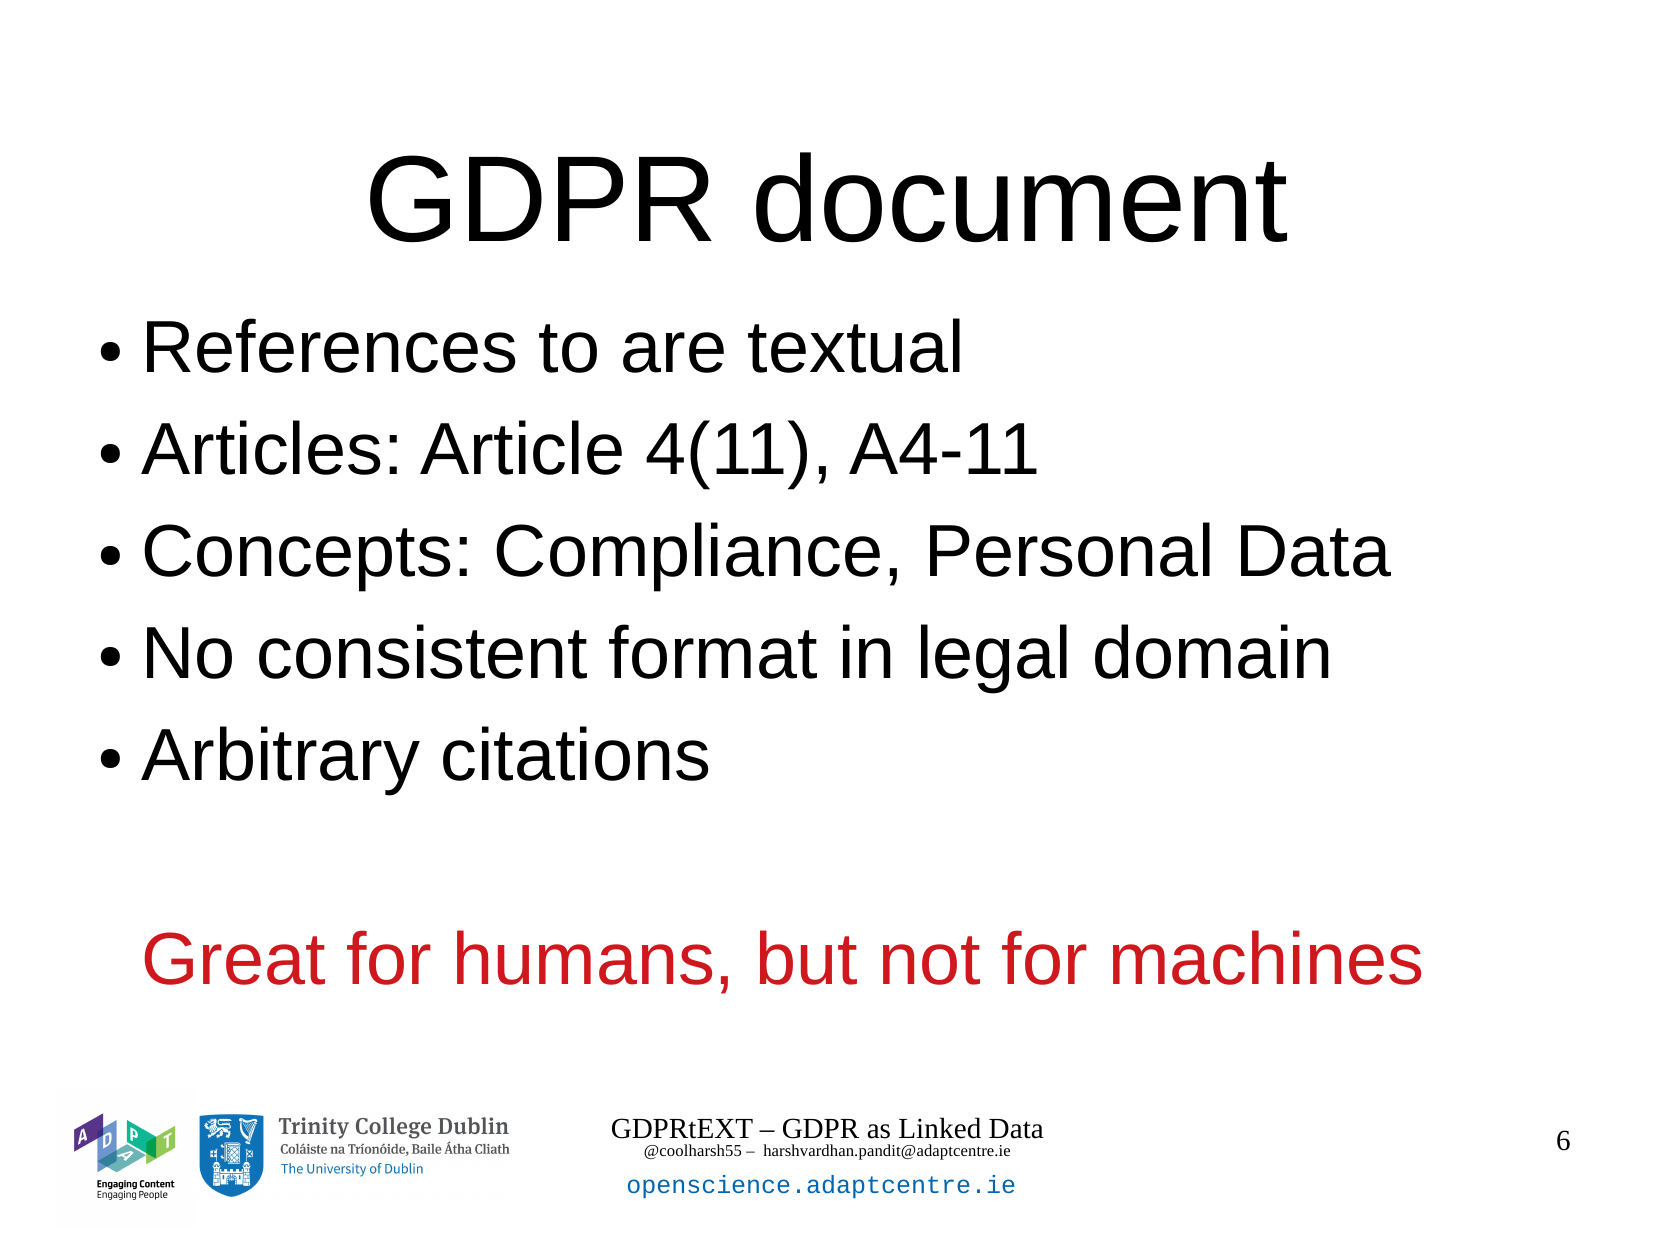 GDPR document
• References to are textual
• Articles: Article 4(11), A4-11
• Concepts: Compliance, Personal Data
• No consistent format in legal domain
• Arbitrary citations
Great for humans, but not for machines
ADAPT
Engaging Content
Engaging People
Trinity College Dublin
Coláiste na Tríonóide, Baile Átha Cliath
The University of Dublin
GDPRtEXT – GDPR as Linked Data
@coolharsh55 – harshvardhan.pandit@adaptcentre.ie
openscience.adaptcentre.ie
6